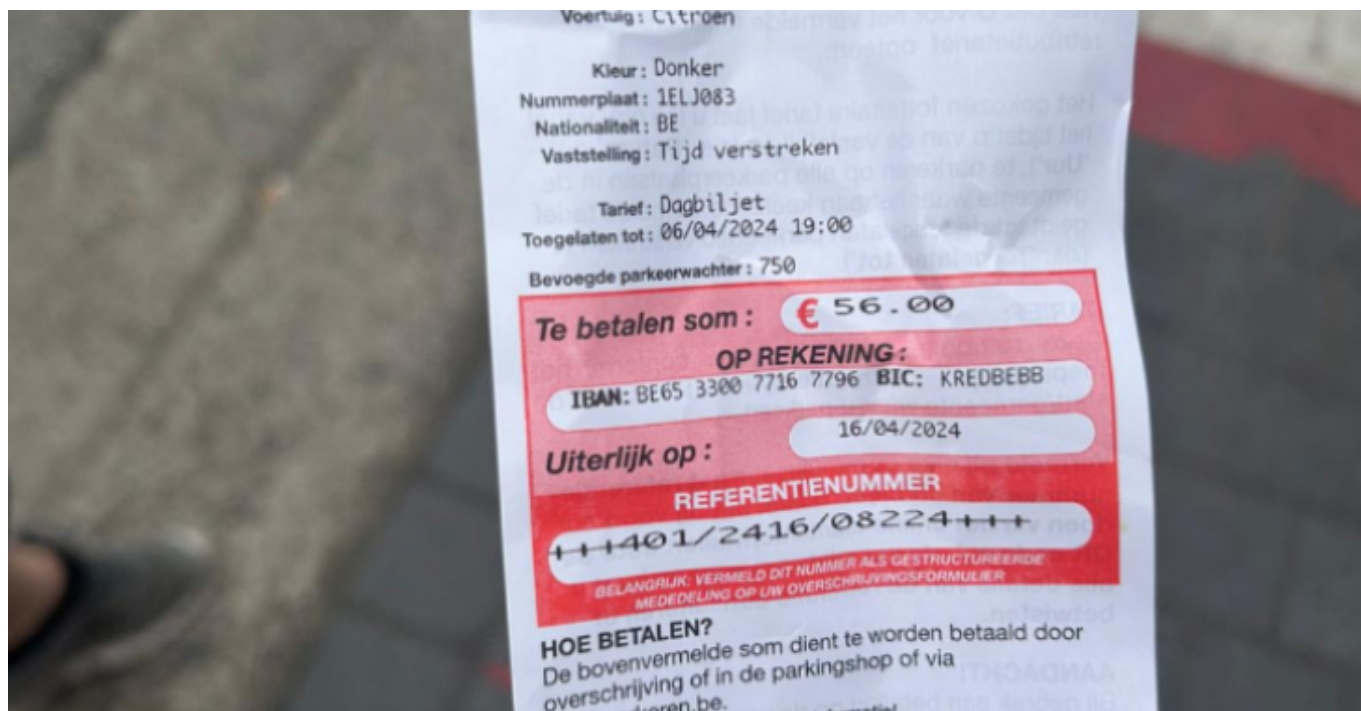 Voertuig: Citroen
Kleur: Donker
Nummerplaat: 1ELJ083
Nationaliteit: BE
Vaststelling: Tijd verstreken
Tarief: Dagbiljet
Toegelaten tot: 06/04/2024 19:00
Bevoegde parkeerwachter: 750
Te betalen som: € 56.00
OP REKENING:
IBAN: BE65 3300 7716 7796 BIC: KREDBEBB
Uiterlijk op: 16/04/2024
REFERENTIENUMMER
+++401/2416/08224+++
BELANGRIJK: VERMELD DIT NUMMER ALS GESTRUCTUREERDE
MEDEDELING OP UW OVERSCHRIJVINGSFORMULIER
HOE BETALEN?
De bovenvermelde som dient te worden betaald door
overschrijving of in de parkingshop of via